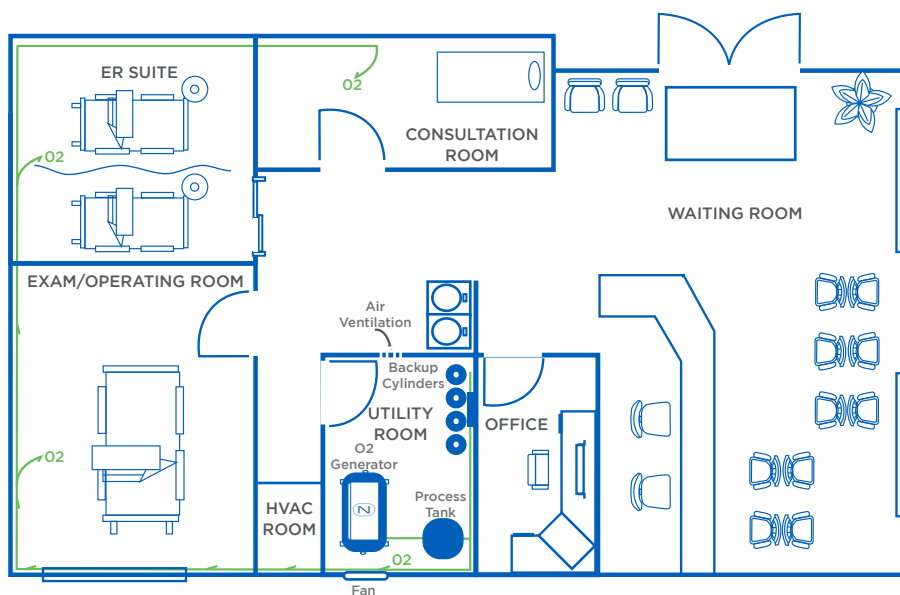 ER SUITE
O2
O2
CONSULTATION
ROOM
WAITING ROOM
EXAM/OPERATING ROOM
Air
Ventilation
Backup
Cylinders
UTILITY
ROOM
OFFICE
O2
O2
Generator
Process
Tank
HVAC
ROOM
O2
Fan